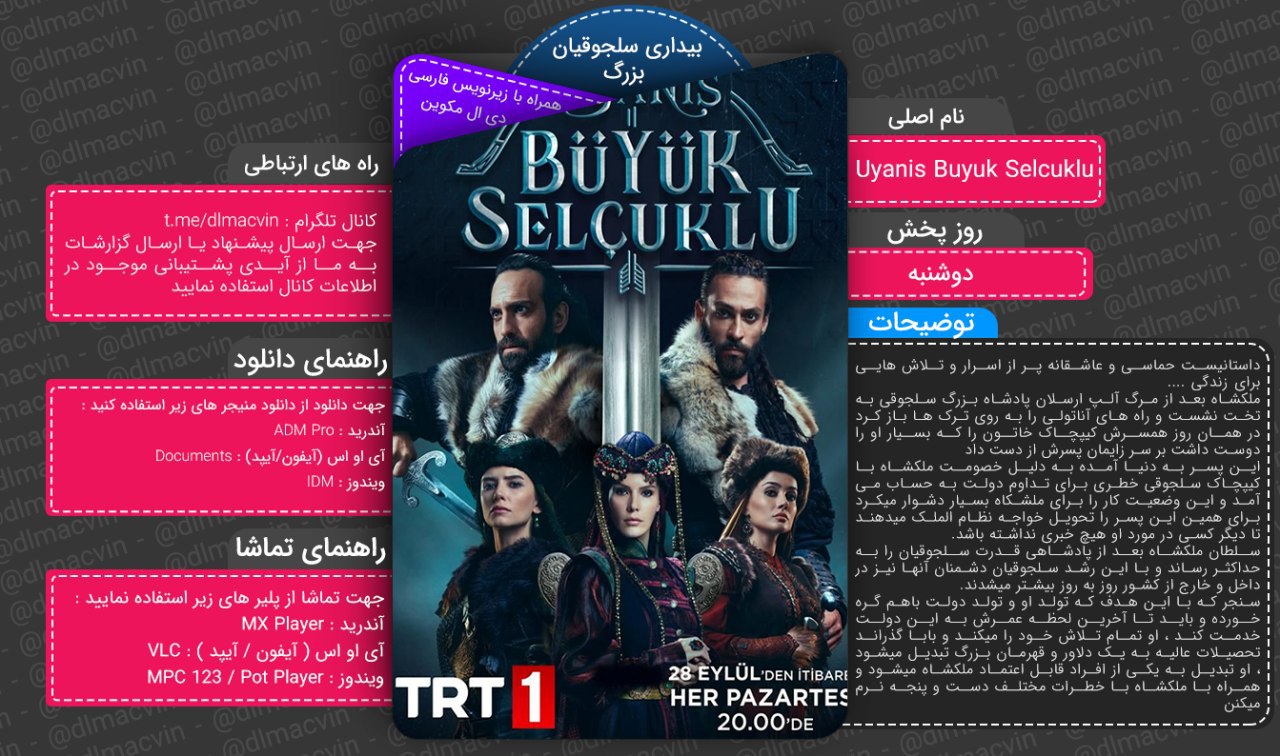 بیداری سلجوقیان
بزرگ
همراه با زیرنویس فارسی
دی ال مکوین
UYANIŞ
BÜYÜK
SELÇUKLU
TRT 1
28 EYLÜL'DEN İTİBARE
HER PAZARTES
20.00'DE
نام اصلی
Uyanis Buyuk Selcuklu
روز پخش
دوشنبه
توضیحات
داستانیست حماسی و عاشقانه پر از اسرار و تلاش هایی
برای زندگی ....
ملکشاه بعد از مرگ آلپ ارسلان پادشاه بزرگ سلجوقی به
تخت نشست و راه های آناتولی را به روی ترک ها باز کرد
در همان روز همسرش کیپچاک خاتون را که بسیار او را
دوست داشت بر سر زایمان پسرش از دست داد
این پسر به دنیا آمده به دلیل خصومت ملکشاه با
کیپچاک سلجوقی خطری برای تداوم دولت به حساب می
آمد و این وضعیت کار را برای ملشکاه بسیار دشوار میکرد
برای همین این پسر را تحویل خواجه نظام الملک میدهند
تا دیگر کسی در مورد او هیچ خبری نداشته باشد.
سلطان ملکشاه بعد از پادشاهی قدرت سلجوقیان را به
حداکثر رساند و با این رشد سلجوقیان دشمنان آنها نیز در
داخل و خارج از کشور روز به روز بیشتر میشدند.
سنجر که با این هدف که تولد او و تولد دولت باهم گره
خورده و باید تا آخرین لحظه عمرش به این دولت
خدمت کند ، او تمام تلاش خود را میکند و بابا گذراند
تحصیلات عالیه به یک دلاور و قهرمان بزرگ تبدیل میشود
، او تبدیل به یکی از افراد قابل اعتماد ملکشاه میشود و
همراه با ملکشاه با خطرات مختلف دست و پنجه نرم
میکنن
راه های ارتباطی
کانال تلگرام : t.me/dlmacvin
جهت ارسال پیشنهاد یا ارسال گزارشات
به ما از آیدی پشتیبانی موجود در
اطلاعات کانال استفاده نمایید
راهنمای دانلود
جهت دانلود از دانلود منیجر های زیر استفاده کنید :
آندرید : ADM Pro
آی او اس (آیفون/آیپد) : Documents
ویندوز : IDM
راهنمای تماشا
جهت تماشا از پلیر های زیر استفاده نمایید :
آندرید : MX Player
آی او اس ( آیفون / آیپد ) : VLC
ویندوز : MPC 123 / Pot Player
@dlmacvin